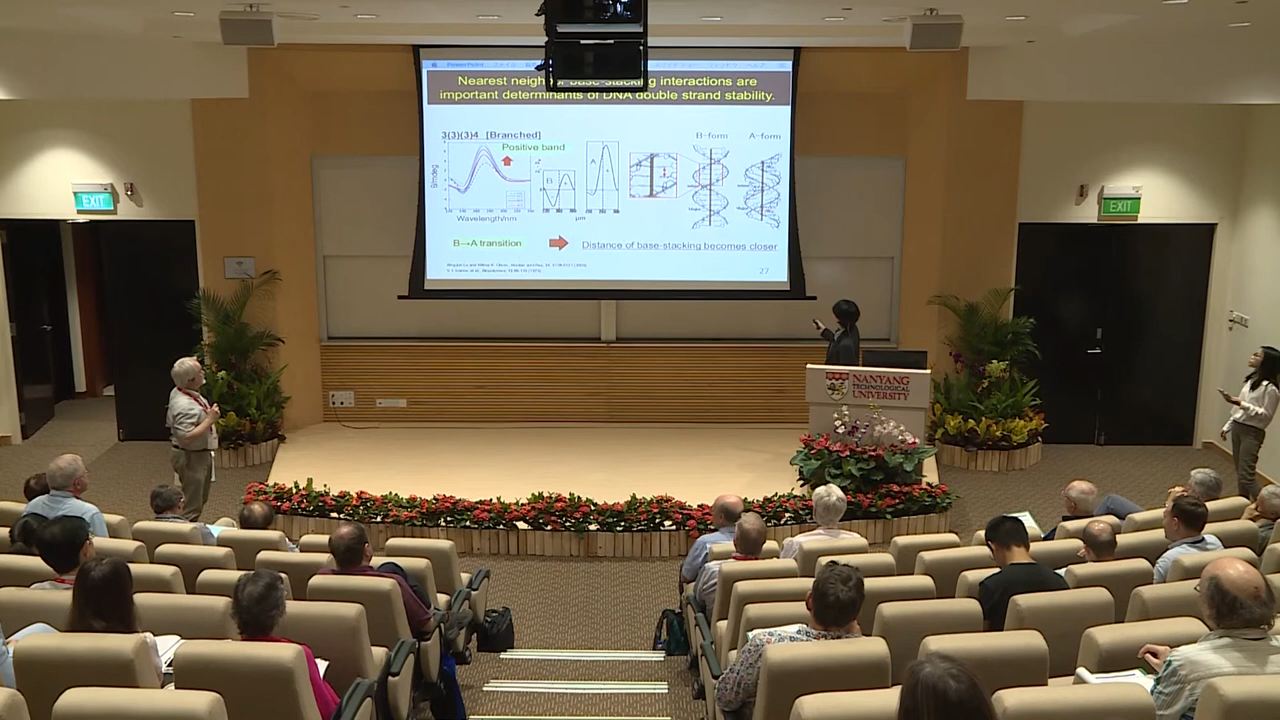 PowerPoint
Nearest neighbor base-stacking interactions are
important determinants of DNA double strand stability.
3(3)(3)4 [Branched]
Positive band
B-form
A-form
B
A
Wavelength/nm
B→A transition
Distance of base-stacking becomes closer
27
EXIT
EXIT
NANYANG
TECHNOLOGICAL
UNIVERSITY